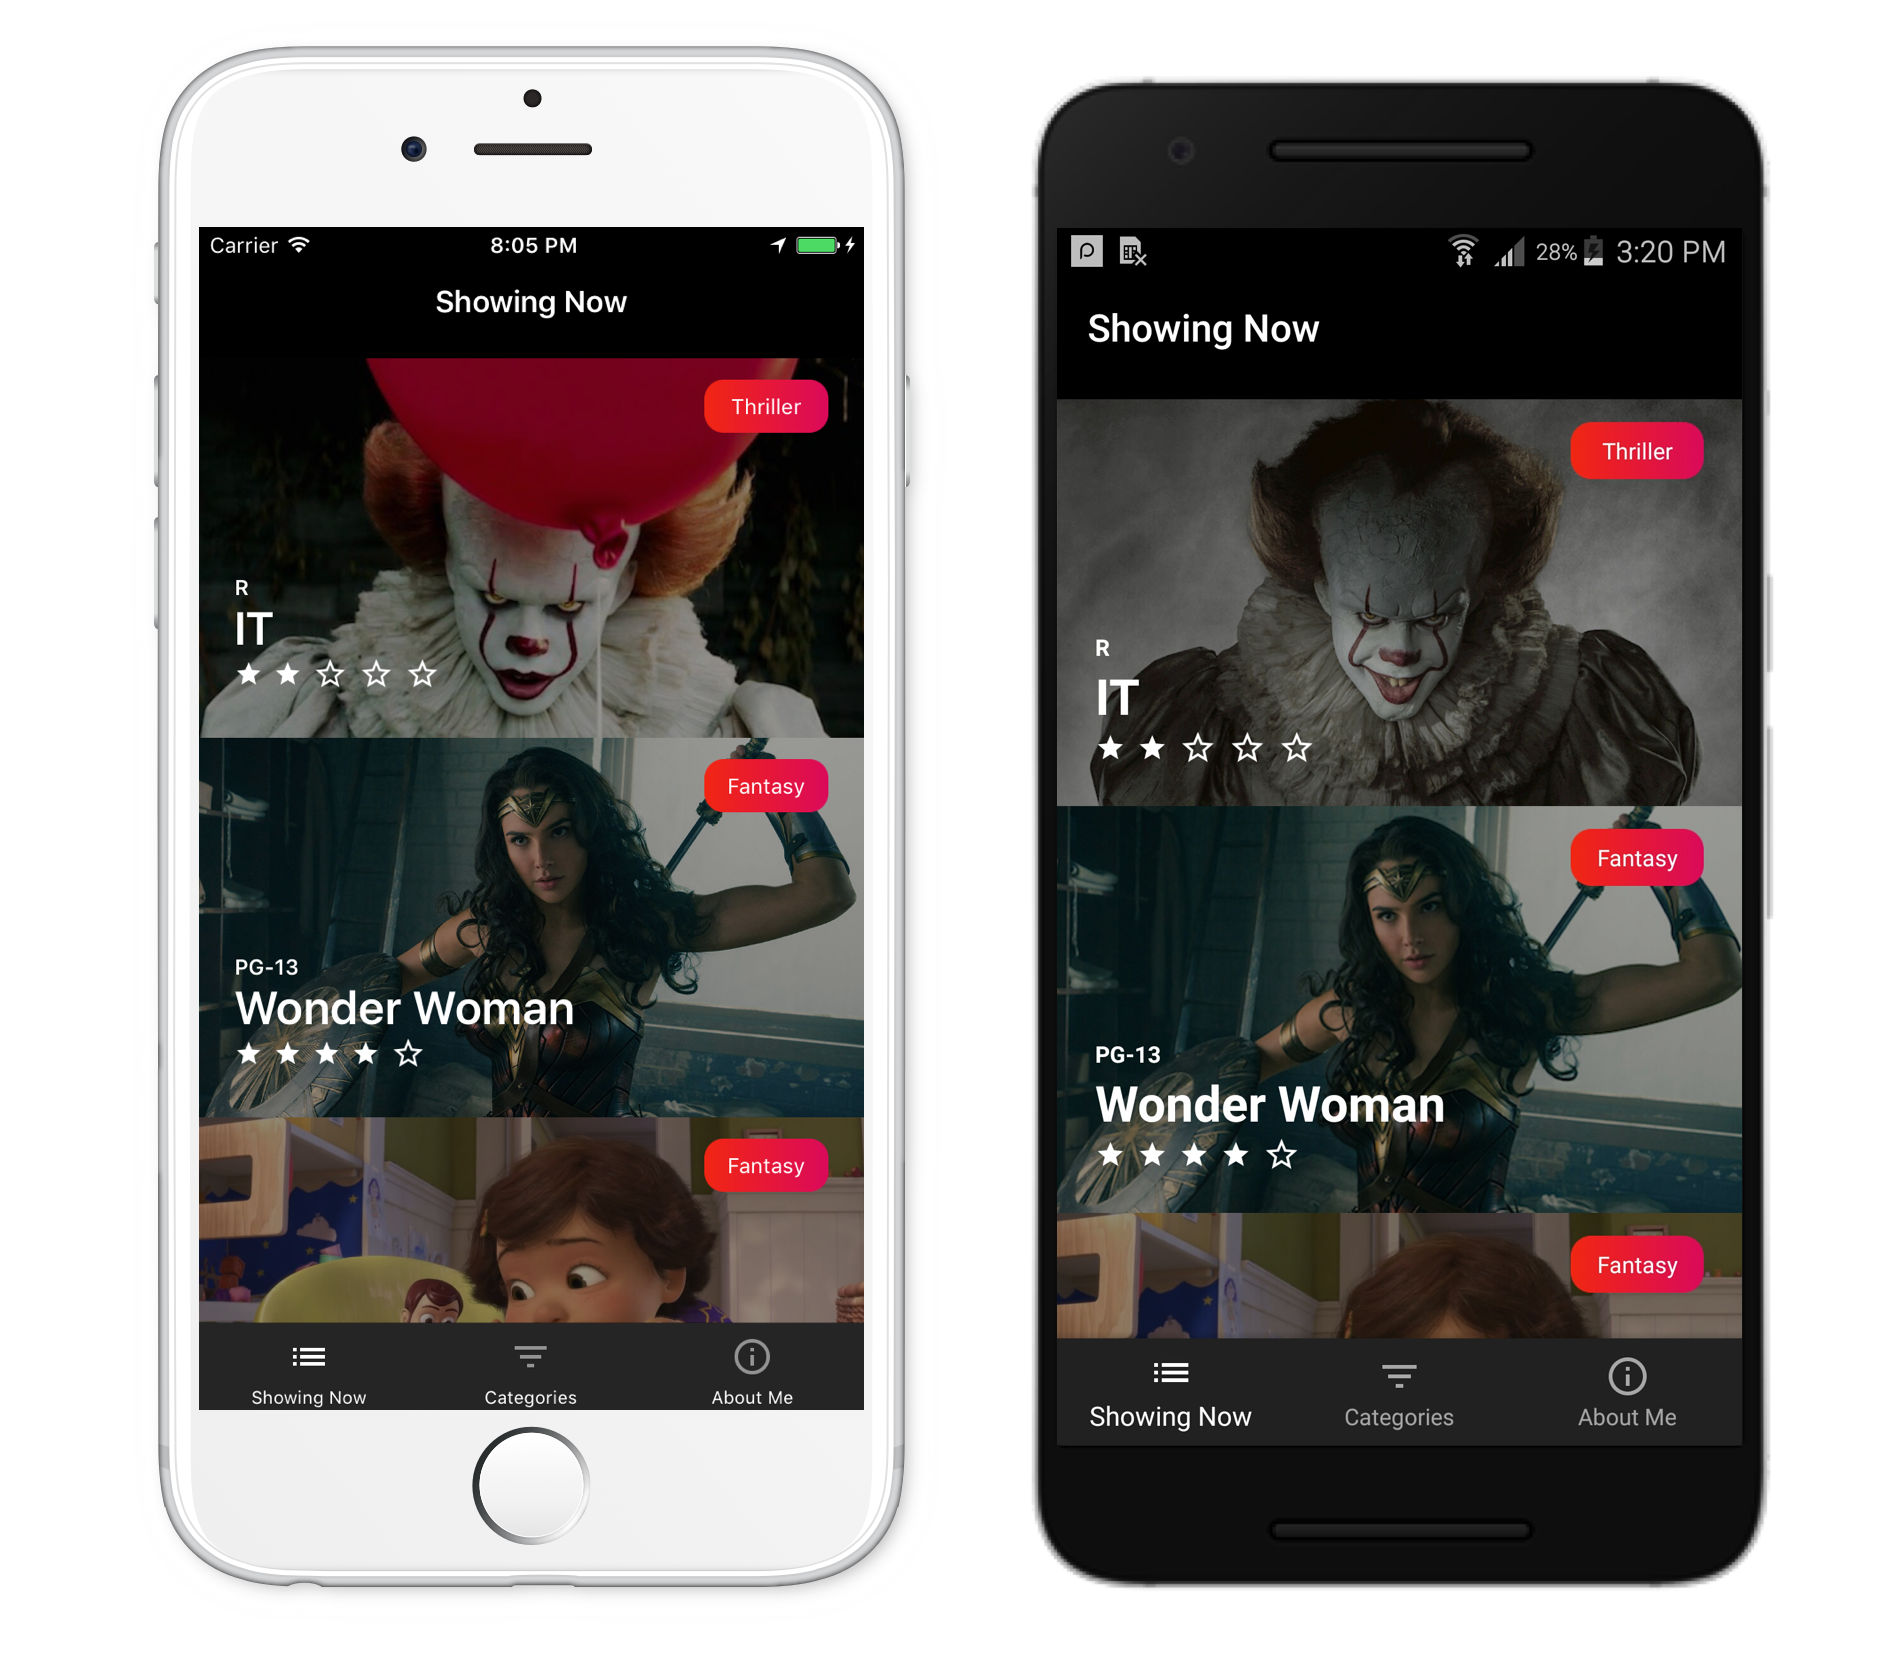 Carrier 8:05 PM
Showing Now
Thriller
R
IT
Fantasy
PG-13
Wonder Woman
Fantasy
Showing Now Categories About Me
28% 3:20 PM
Showing Now
Thriller
R
IT
Fantasy
PG-13
Wonder Woman
Fantasy
Showing Now Categories About Me